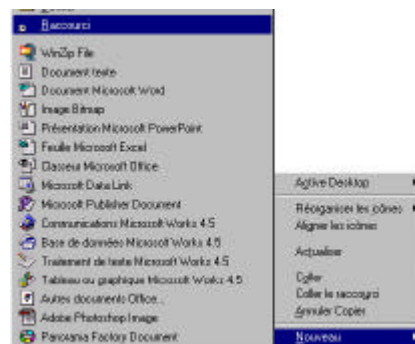 Raccourci
WinZip File
Document texte
Document Microsoft Word
Image Bitmap
Présentation Microsoft PowerPoint
Feuille Microsoft Excel
Classeur Microsoft Office
Microsoft Data Link
Microsoft Publisher Document
Communications Microsoft Works 4.5
Base de données Microsoft Works 4.5
Traitement de texte Microsoft Works 4.5
Tableau ou graphique Microsoft Works 4.5
Autres documents Office...
Adobe Photoshop Image
Panorama Factory Document
Active Desktop
Réorganiser les icônes
Aligner les icônes
Actualiser
Coller
Coller le raccourci
Annuler Copier
Nouveau